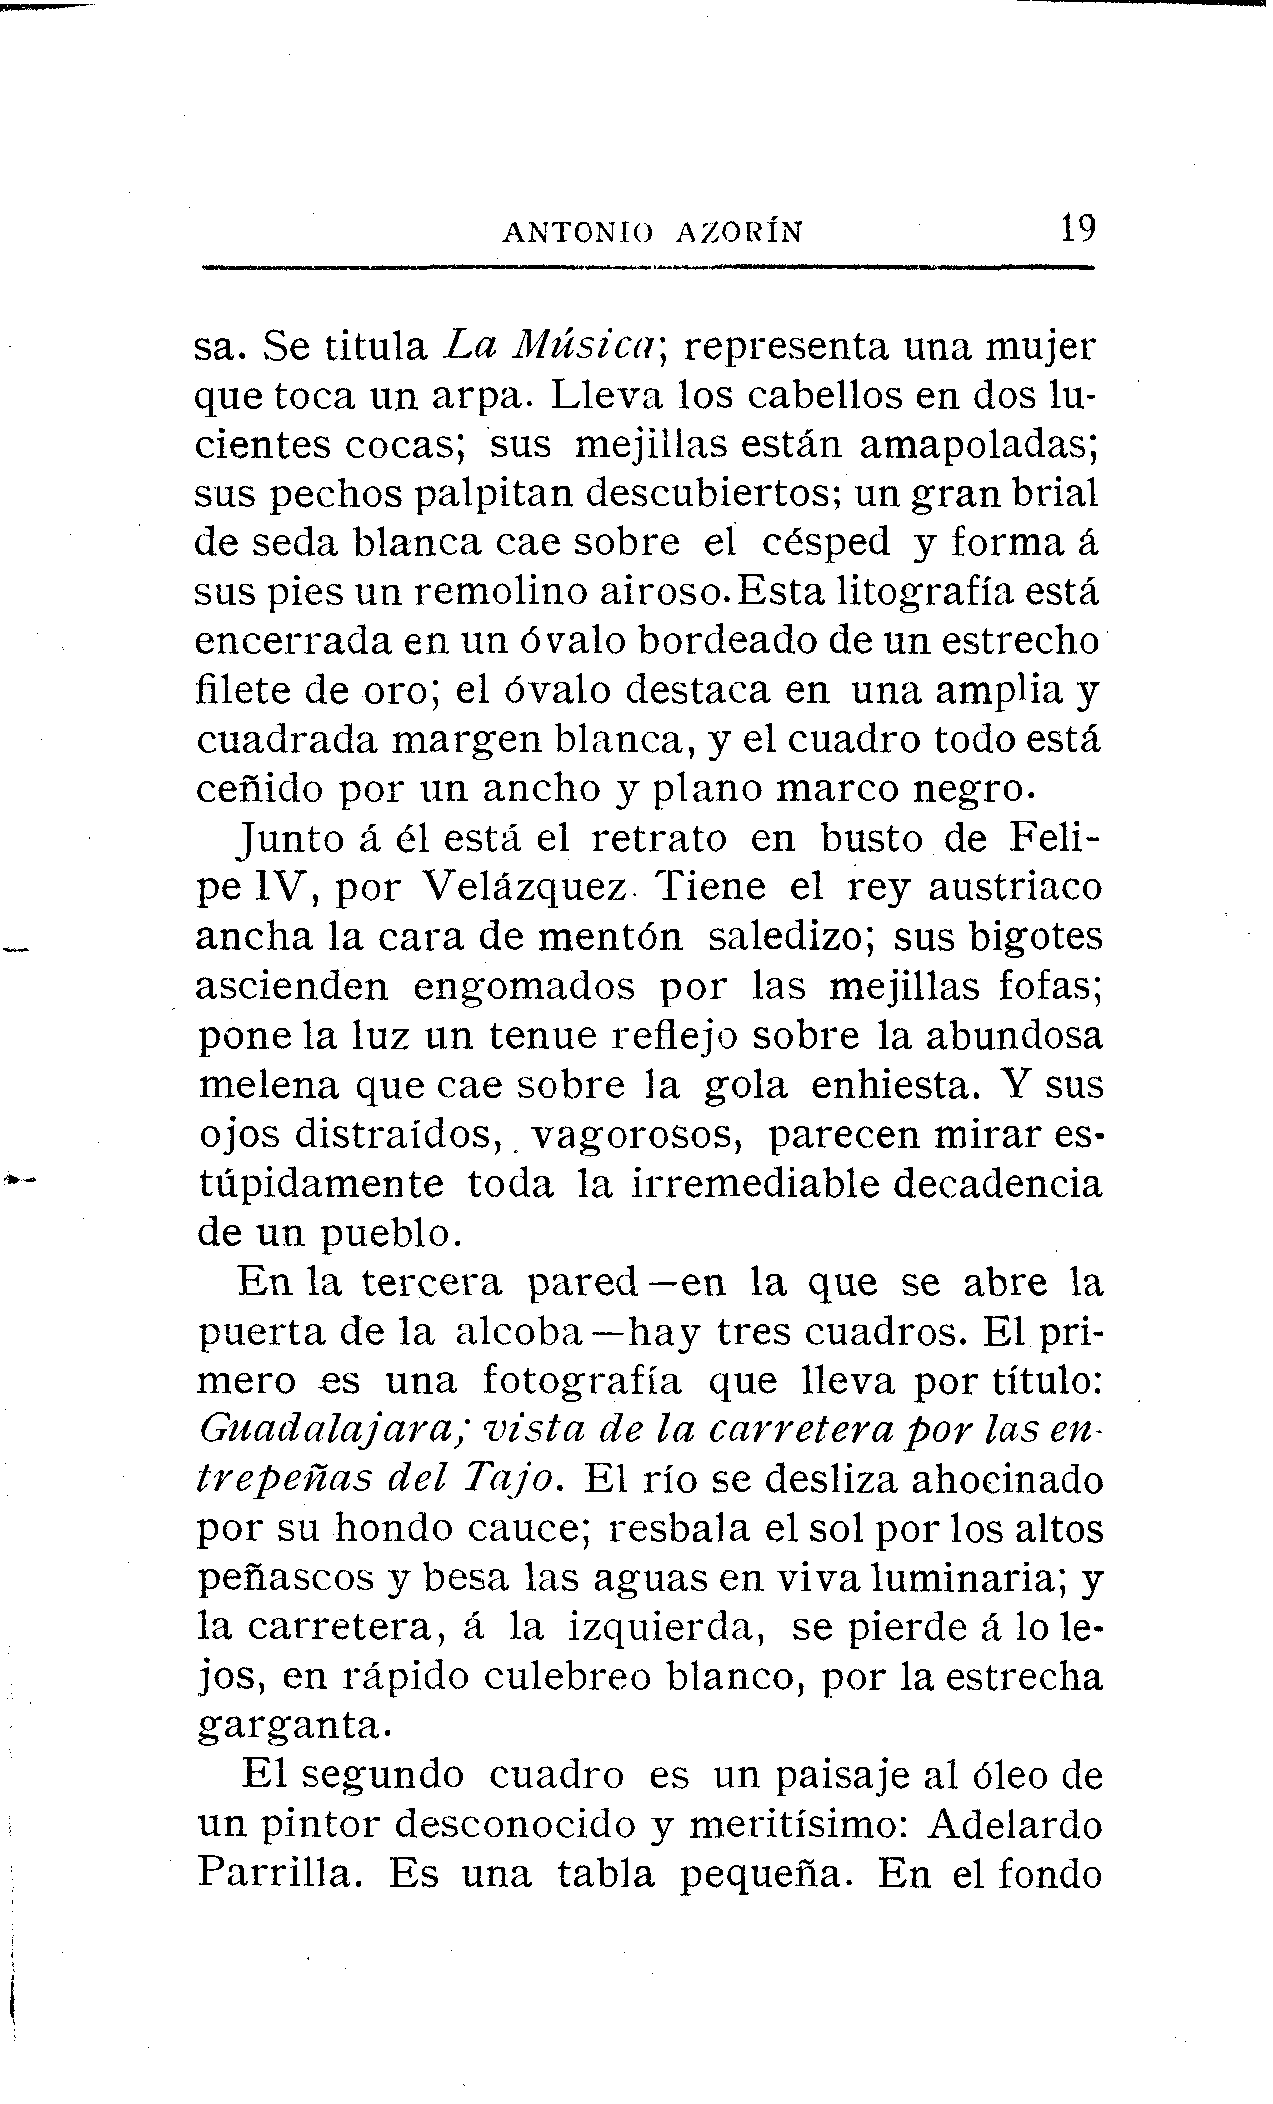 ANTONIO AZORÍN 19
sa. Se titula La Música; representa una mujer
que toca un arpa. Lleva los cabellos en dos lu-
cientes cocas; sus mejillas están amapoladas;
sus pechos palpitan descubiertos; un gran brial
de seda blanca cae sobre el césped y forma á
sus pies un remolino airoso. Esta litografía está
encerrada en un óvalo bordeado de un estrecho
filete de oro; el óvalo destaca en una amplia y
cuadrada margen blanca, y el cuadro todo está
ceñido por un ancho y plano marco negro.
Junto á él está el retrato en busto de Feli-
pe IV, por Velázquez. Tiene el rey austriaco
ancha la cara de mentón saledizo; sus bigotes
ascienden engomados por las mejillas fofas;
pone la luz un tenue reflejo sobre la abundosa
melena que cae sobre la gola enhiesta. Y sus
ojos distraídos, vagorosos, parecen mirar es-
túpidamente toda la irremediable decadencia
de un pueblo.
En la tercera pared—en la que se abre la
puerta de la alcoba—hay tres cuadros. El pri-
mero es una fotografía que lleva por título:
Guadalajara; vista de la carretera por las en-
trepeñas del Tajo. El río se desliza ahocinado
por su hondo cauce; resbala el sol por los altos
peñascos y besa las aguas en viva luminaria; y
la carretera, á la izquierda, se pierde á lo le-
jos, en rápido culebreo blanco, por la estrecha
garganta.
El segundo cuadro es un paisaje al óleo de
un pintor desconocido y meritísimo: Adelardo
Parrilla. Es una tabla pequeña. En el fondo